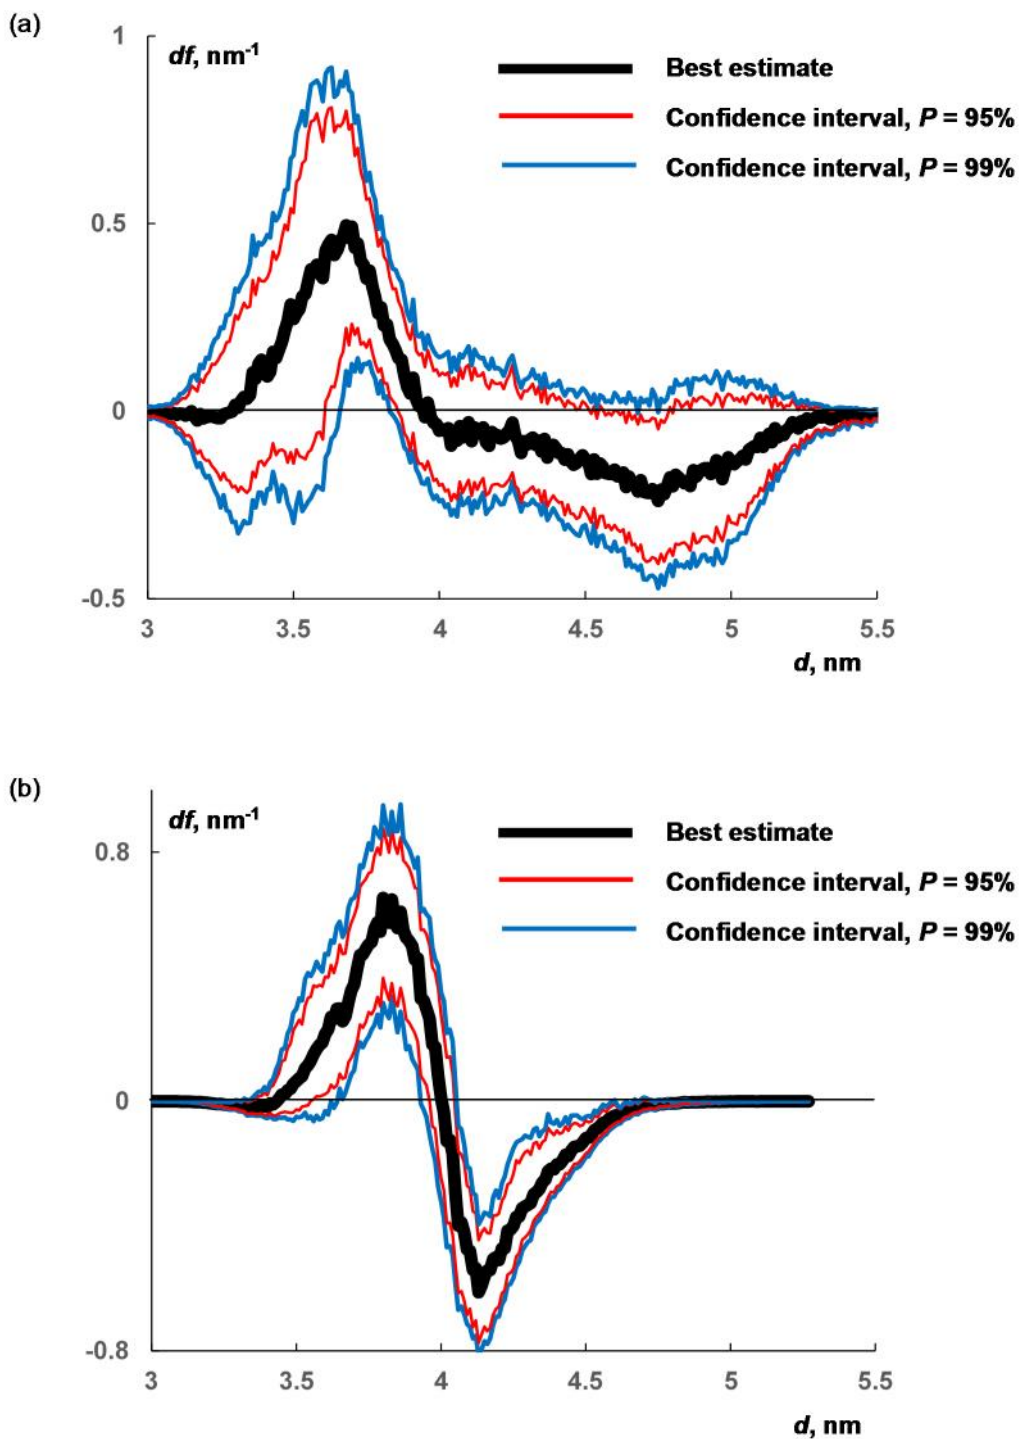 (a)
df, nm-1
Best estimate
Confidence interval, P = 95%
Confidence interval, P = 99%
1
0.5
0
-0.5
3 3.5 4 4.5 5 5.5
d, nm
(b)
df, nm-1
Best estimate
Confidence interval, P = 95%
Confidence interval, P = 99%
0.8
0
-0.8
3 3.5 4 4.5 5 5.5
d, nm